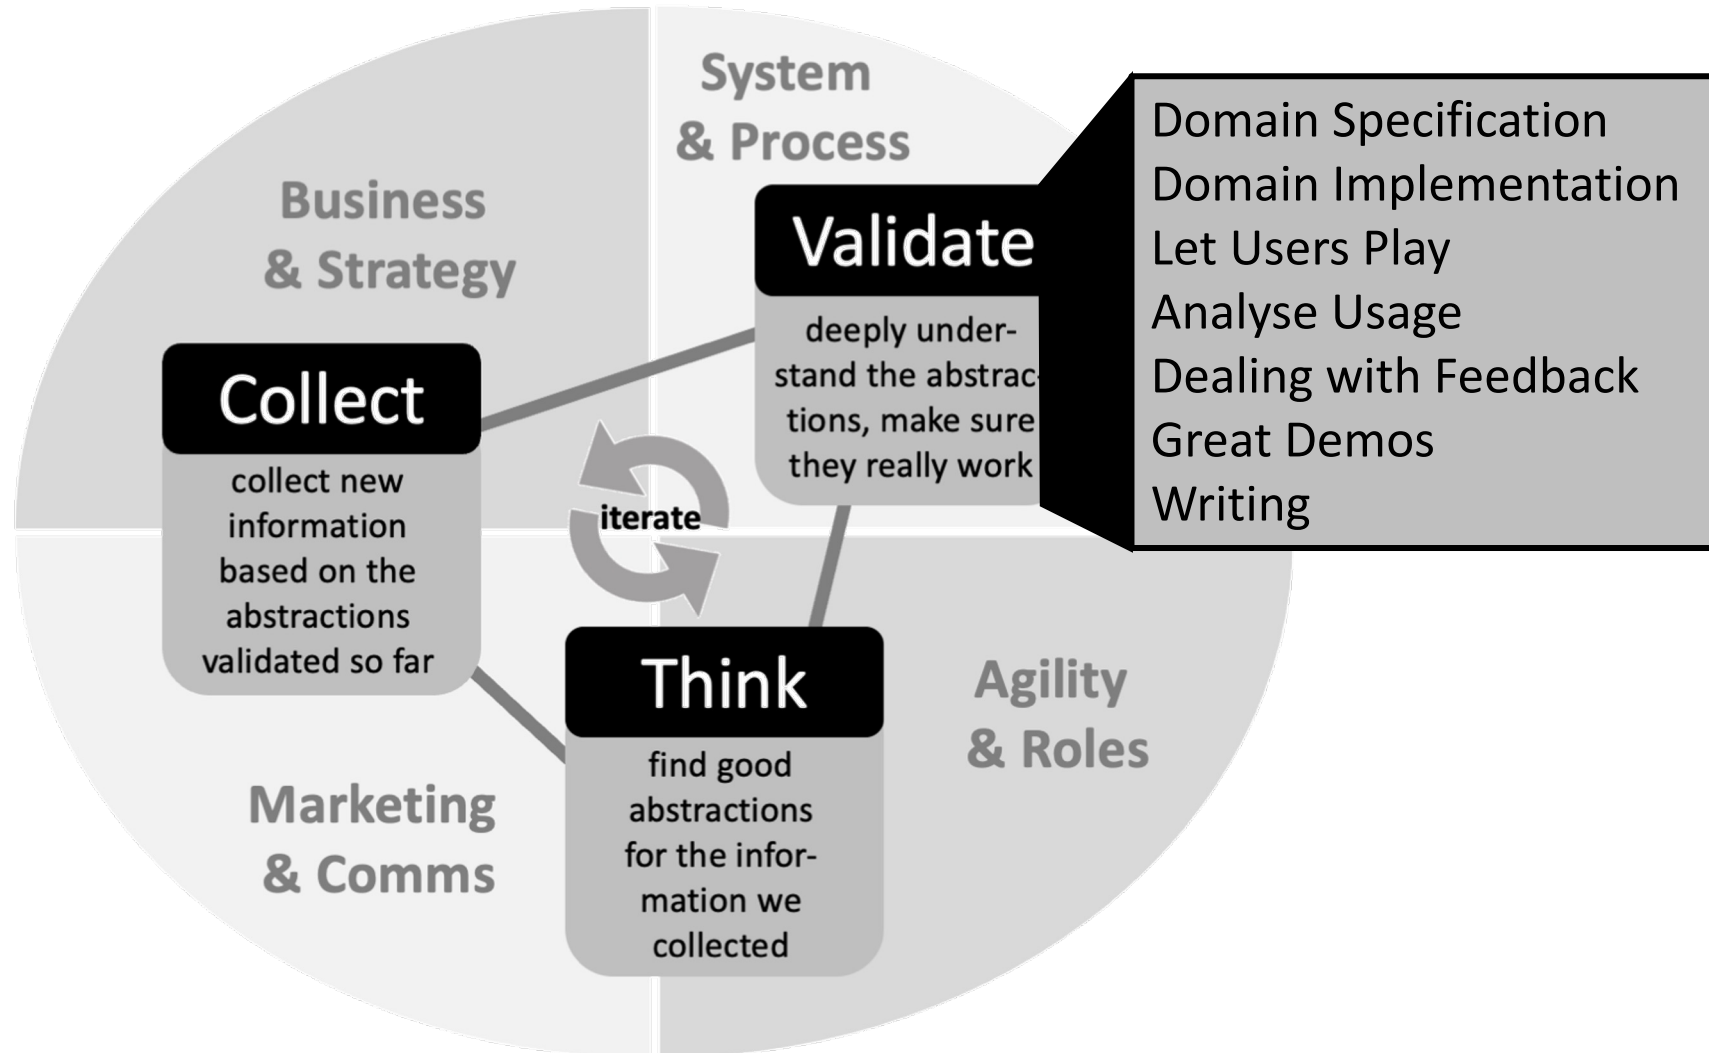 System
& Process
Business
& Strategy
Validate
deeply under-
stand the abstrac-
tions, make sure
they really work
Domain Specification
Domain Implementation
Let Users Play
Analyse Usage
Dealing with Feedback
Great Demos
Writing
Collect
collect new
information
based on the
abstractions
validated so far
iterate
Think
find good
abstractions
for the infor-
mation we
collected
Agility
& Roles
Marketing
& Comms